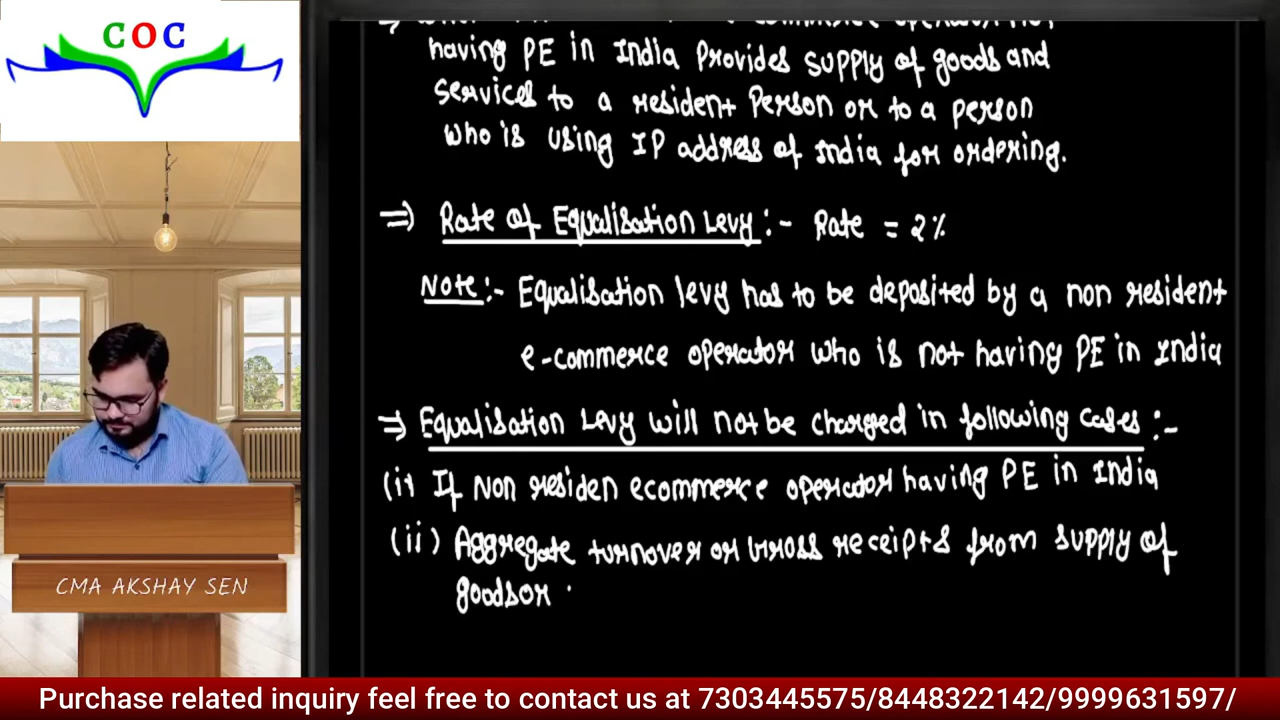 COC
having PE in India Provides supply of goods and
services to a resident Person or to a person
who is using IP address of India for ordering.
=> Rate of Equalisation Levy :- Rate = 2%
Note:- Equalisation levy has to be deposited by a non resident
e-commerce operator who is not having PE in India
=> Equalisation Levy will not be charged in following cases :-
(i) If Non residen ecommerce operator having PE in India
(ii) Aggregate turnover or Gross receipts from supply of
goods or
CMA AKSHAY SEN
Purchase related inquiry feel free to contact us at 7303445575/8448322142/9999631597/